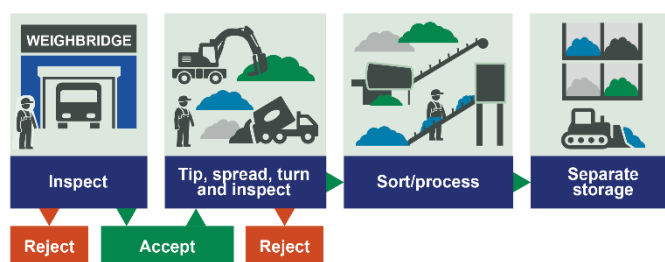 WEIGHBRIDGE
Inspect
Tip, spread, turn
and inspect
Sort/process
Separate
storage
Reject
Accept
Reject